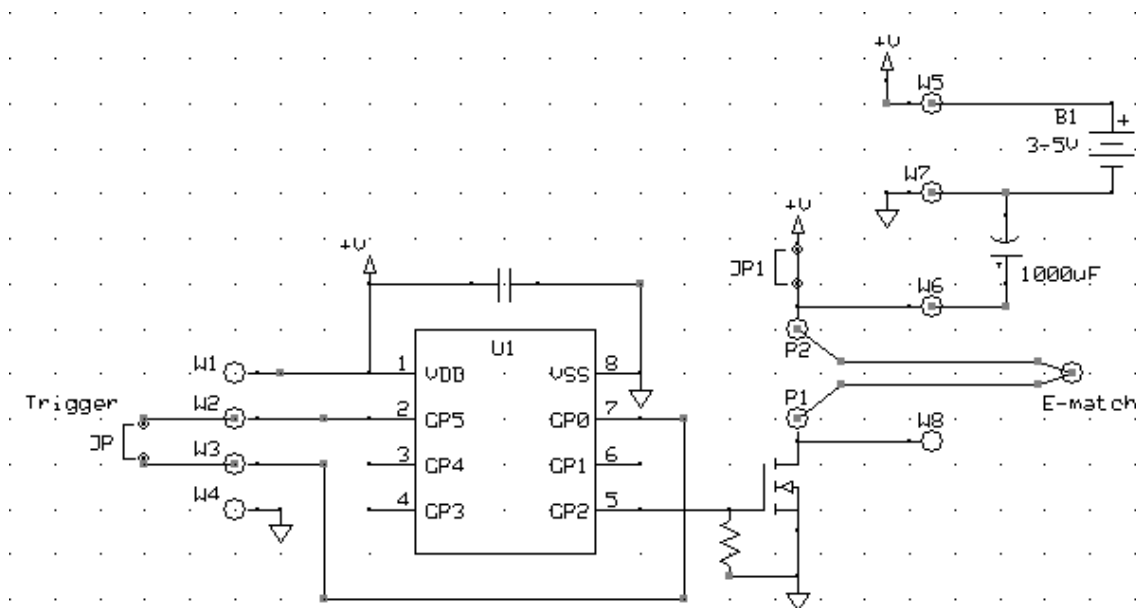 +V
W5
B1
+
3-5V
W7
+V
JP1
1000uF
W6
+V
P2
U1
W1
1
VDD
VSS
8
Trigger
W2
2
GP5
GP0
7
P1
E-match
JP
W3
3
GP4
GP1
6
W8
W4
4
GP3
GP2
5